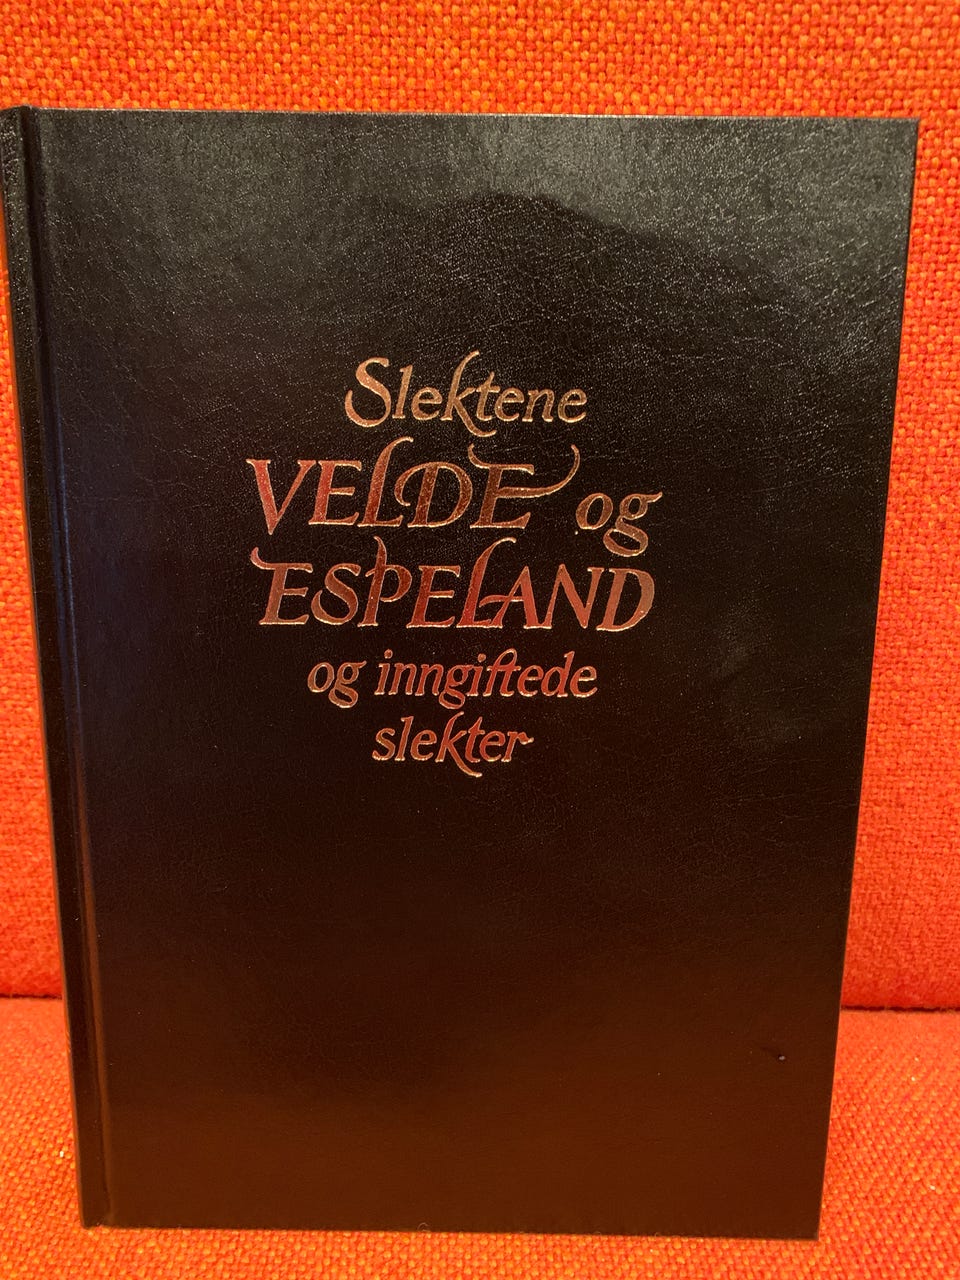 Slektene
VELDE og
ESPELAND
og inngiftede
slekter